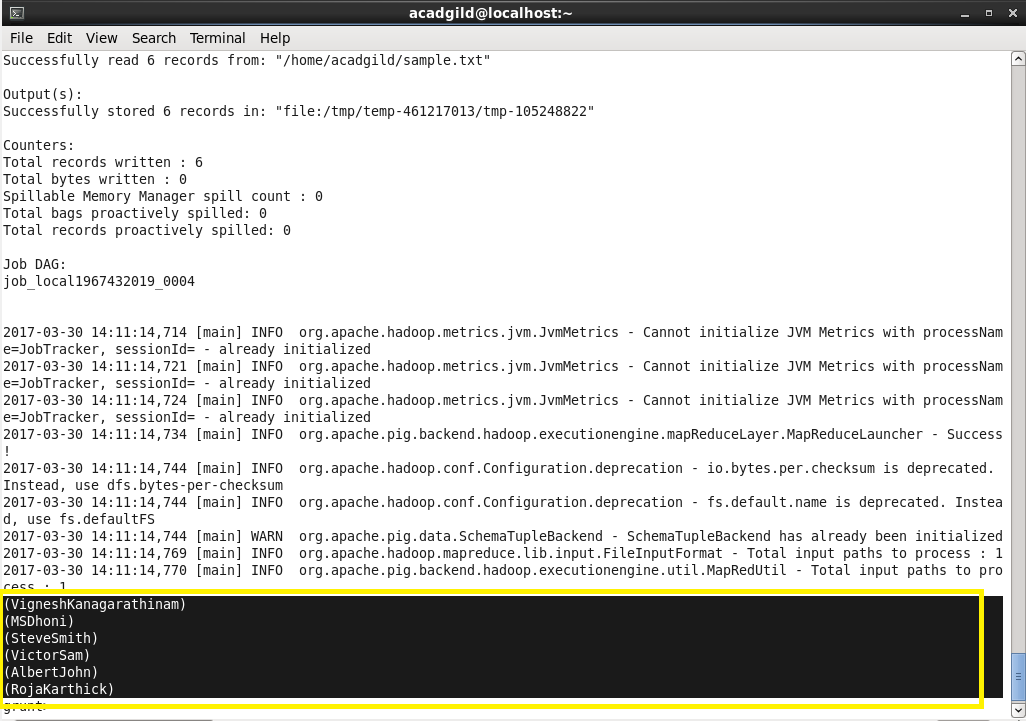 acadgild@localhost:~
File Edit View Search Terminal Help
Successfully read 6 records from: "/home/acadgild/sample.txt"
Output(s):
Successfully stored 6 records in: "file:/tmp/temp-461217013/tmp-105248822"
Counters:
Total records written : 6
Total bytes written : 0
Spillable Memory Manager spill count : 0
Total bags proactively spilled: 0
Total records proactively spilled: 0
Job DAG:
job_local1967432019_0004
2017-03-30 14:11:14,714 [main] INFO  org.apache.hadoop.metrics.jvm.JvmMetrics - Cannot initialize JVM Metrics with processNam
e=JobTracker, sessionId= - already initialized
2017-03-30 14:11:14,721 [main] INFO  org.apache.hadoop.metrics.jvm.JvmMetrics - Cannot initialize JVM Metrics with processNam
e=JobTracker, sessionId= - already initialized
2017-03-30 14:11:14,724 [main] INFO  org.apache.hadoop.metrics.jvm.JvmMetrics - Cannot initialize JVM Metrics with processNam
e=JobTracker, sessionId= - already initialized
2017-03-30 14:11:14,734 [main] INFO  org.apache.pig.backend.hadoop.executionengine.mapReduceLayer.MapReduceLauncher - Success
!
2017-03-30 14:11:14,744 [main] INFO  org.apache.hadoop.conf.Configuration.deprecation - io.bytes.per.checksum is deprecated.
Instead, use dfs.bytes-per-checksum
2017-03-30 14:11:14,744 [main] INFO  org.apache.hadoop.conf.Configuration.deprecation - fs.default.name is deprecated. Instea
d, use fs.defaultFS
2017-03-30 14:11:14,744 [main] WARN  org.apache.pig.data.SchemaTupleBackend - SchemaTupleBackend has already been initialized
2017-03-30 14:11:14,769 [main] INFO  org.apache.hadoop.mapreduce.lib.input.FileInputFormat - Total input paths to process : 1
2017-03-30 14:11:14,770 [main] INFO  org.apache.pig.backend.hadoop.executionengine.util.MapRedUtil - Total input paths to pro
cess : 1
(VigneshKanagarathinam)
(MSDhoni)
(SteveSmith)
(VictorSam)
(AlbertJohn)
(RojaKarthick)
grunt>